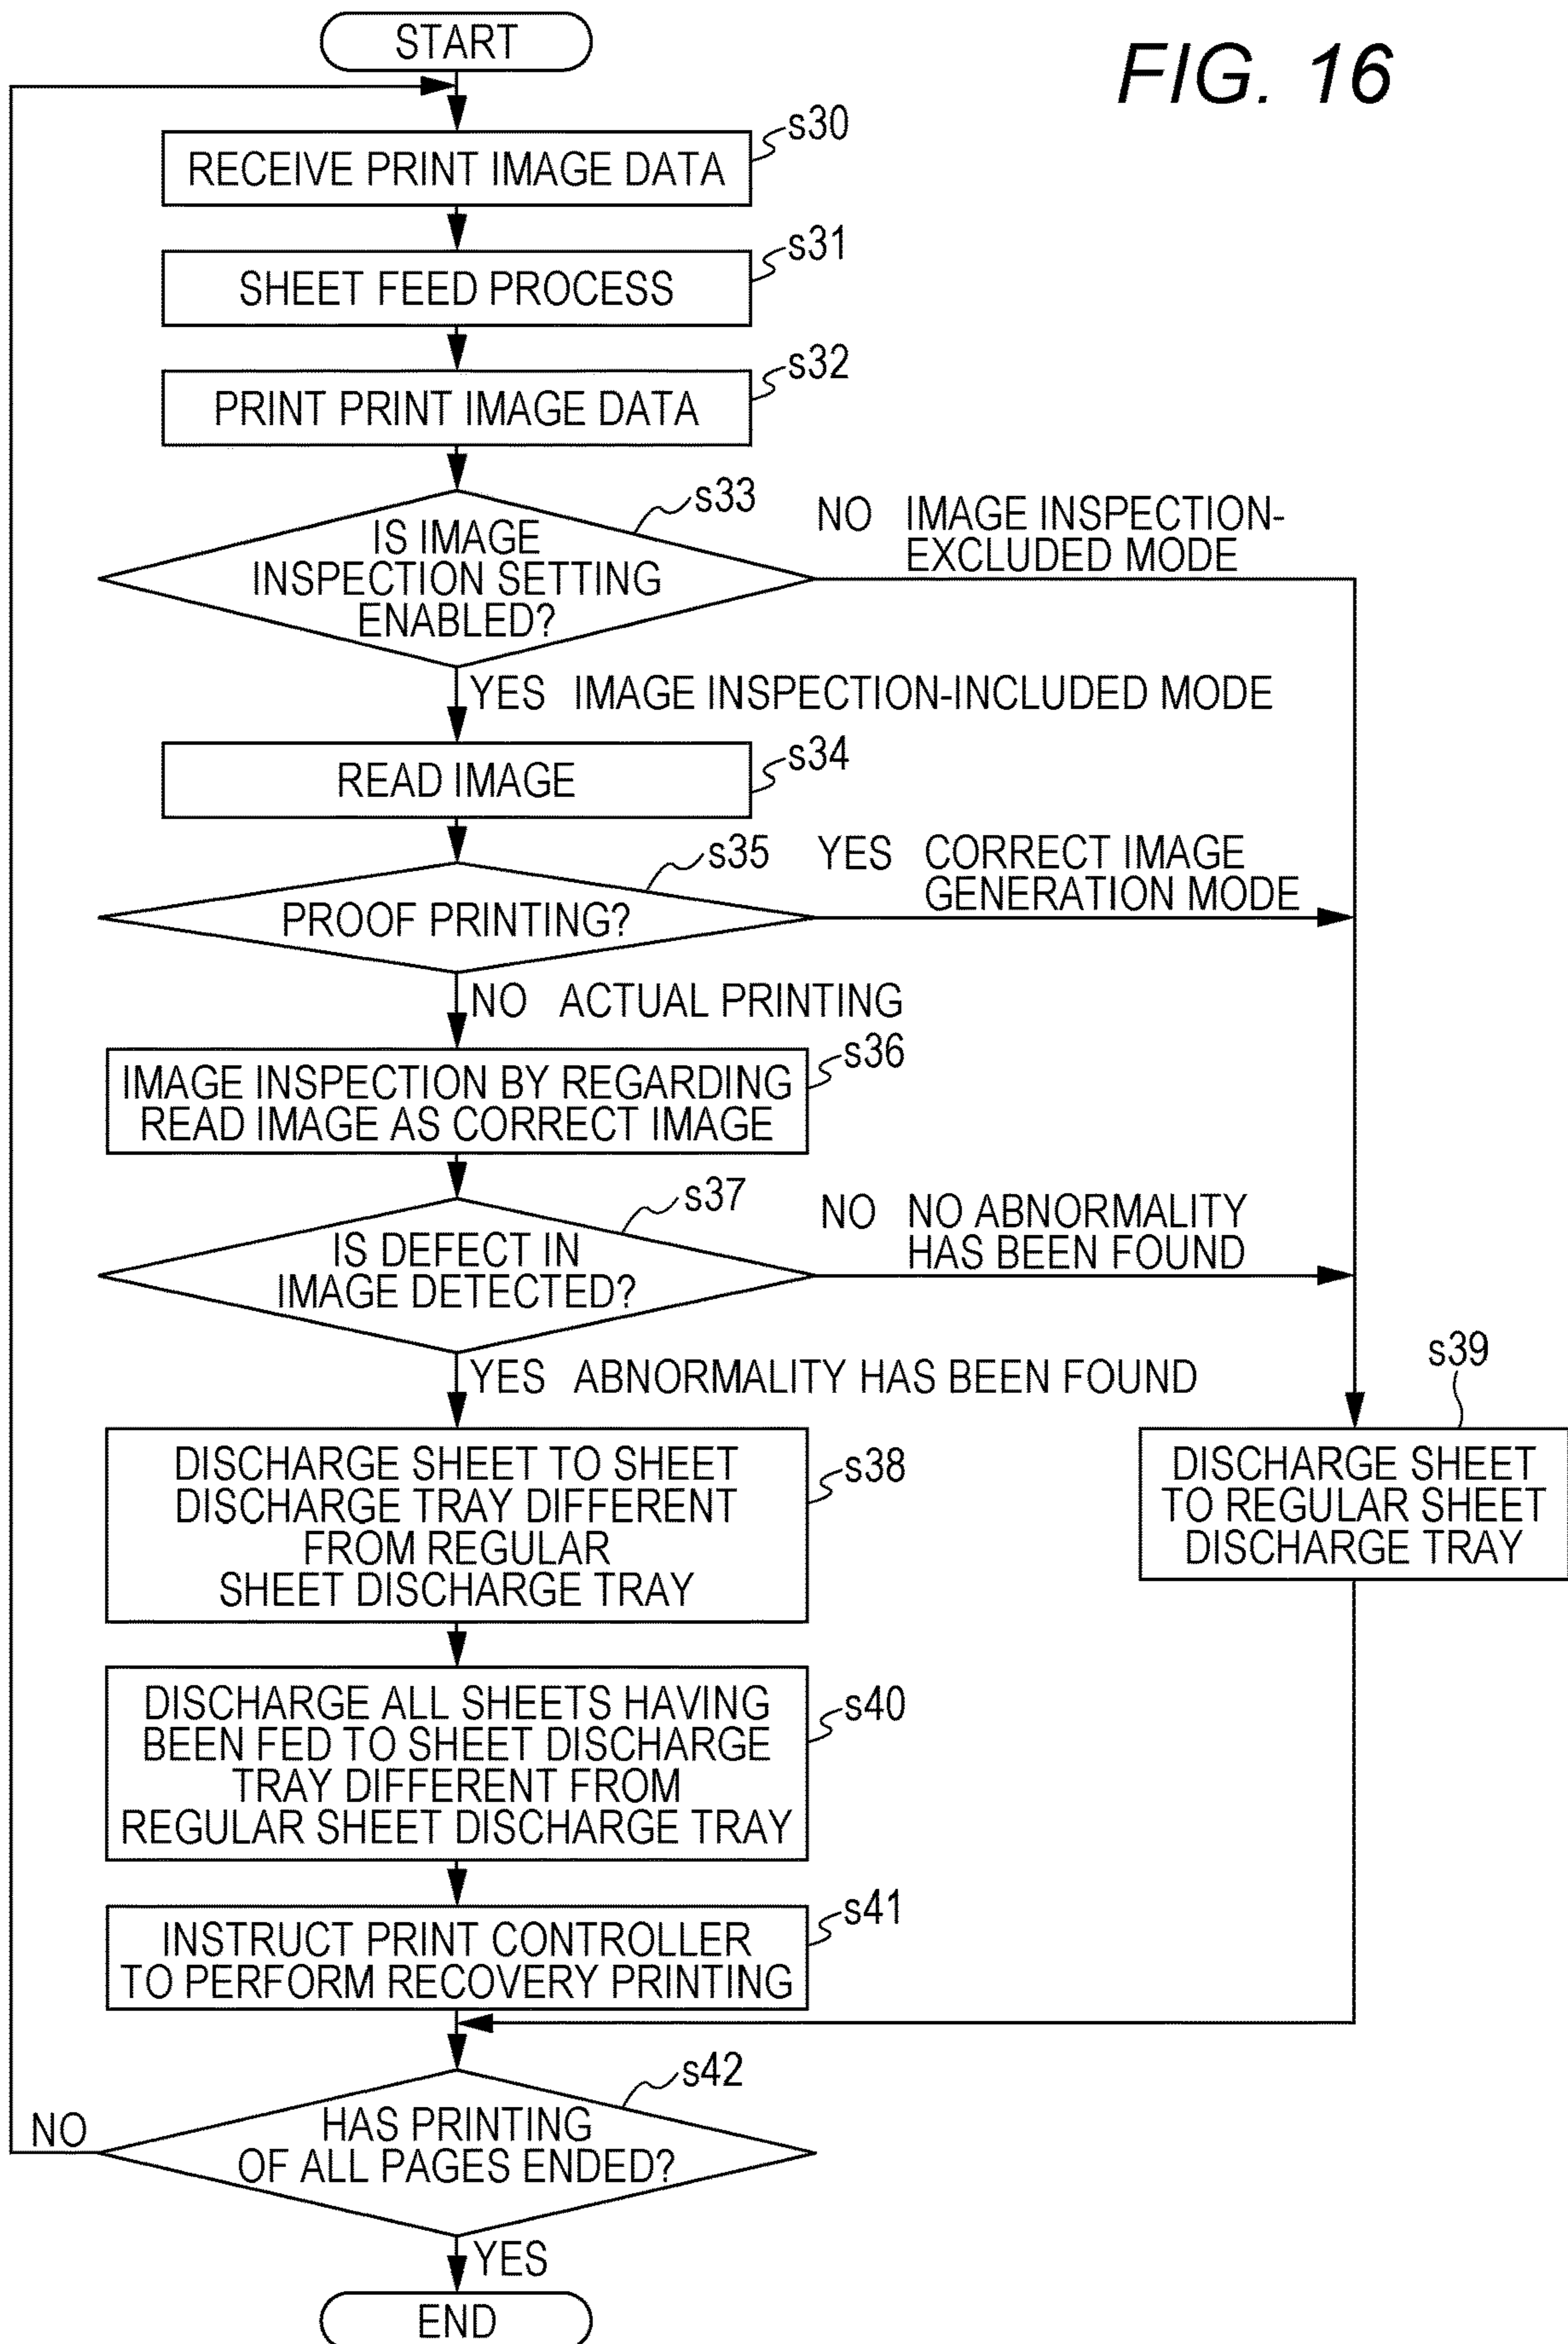 START
FIG. 16
s30
RECEIVE PRINT IMAGE DATA
s31
SHEET FEED PROCESS
s32
PRINT PRINT IMAGE DATA
s33
IS IMAGE
INSPECTION SETTING
ENABLED?
NO IMAGE INSPECTION-
EXCLUDED MODE
YES IMAGE INSPECTION-INCLUDED MODE
s34
READ IMAGE
s35
PROOF PRINTING?
YES CORRECT IMAGE
GENERATION MODE
NO ACTUAL PRINTING
s36
IMAGE INSPECTION BY REGARDING
READ IMAGE AS CORRECT IMAGE
s37
IS DEFECT IN
IMAGE DETECTED?
NO NO ABNORMALITY
HAS BEEN FOUND
YES ABNORMALITY HAS BEEN FOUND
s38
DISCHARGE SHEET TO SHEET
DISCHARGE TRAY DIFFERENT
FROM REGULAR
SHEET DISCHARGE TRAY
s39
DISCHARGE SHEET
TO REGULAR SHEET
DISCHARGE TRAY
s40
DISCHARGE ALL SHEETS HAVING
BEEN FED TO SHEET DISCHARGE
TRAY DIFFERENT FROM
REGULAR SHEET DISCHARGE TRAY
s41
INSTRUCT PRINT CONTROLLER
TO PERFORM RECOVERY PRINTING
s42
HAS PRINTING
OF ALL PAGES ENDED?
NO
YES
END